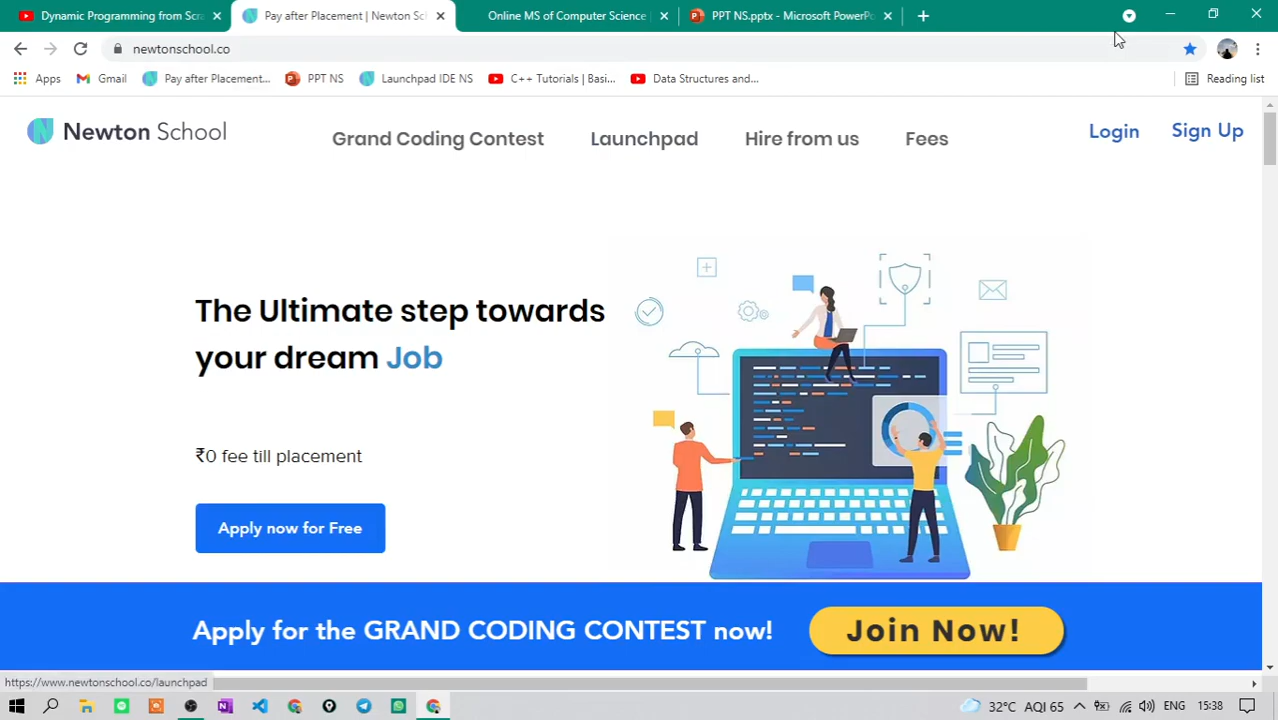 Dynamic Programming from Scra
Pay after Placement | Newton Sc
Online MS of Computer Science |
PPT NS.pptx - Microsoft PowerPo
newtonschool.co
Apps
Gmail
Pay after Placement...
PPT NS
Launchpad IDE NS
C++ Tutorials | Basi...
Data Structures and...
Reading list
Newton School
Grand Coding Contest
Launchpad
Hire from us
Fees
Login
Sign Up
The Ultimate step towards
your dream Job
₹0 fee till placement
Apply now for Free
Apply for the GRAND CODING CONTEST now!
Join Now!
https://www.newtonschool.co/launchpad
32°C AQI 65
ENG
15:38